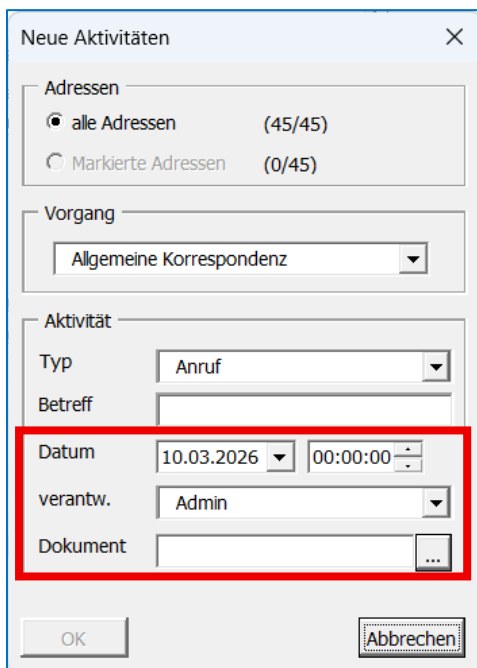 Neue Aktivitäten
Adressen
alle Adressen (45/45)
Markierte Adressen (0/45)
Vorgang
Allgemeine Korrespondenz
Aktivität
Typ Anruf
Betreff
Datum 10.03.2026 00:00:00
verantw. Admin
Dokument ...
OK Abbrechen